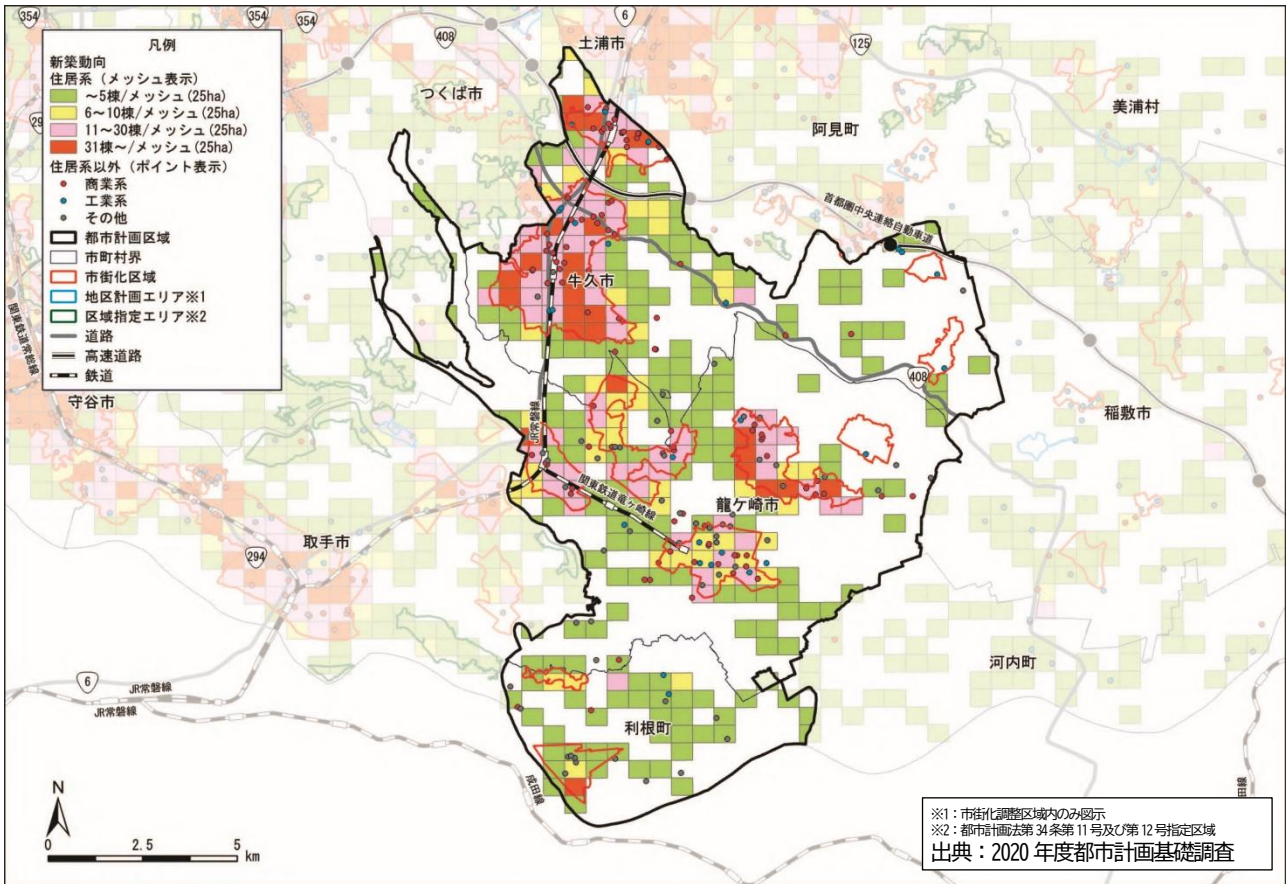 凡例
新築動向
住居系（メッシュ表示）
～5棟/メッシュ(25ha)
6～10棟/メッシュ(25ha)
11～30棟/メッシュ(25ha)
31棟～/メッシュ(25ha)
住居系以外（ポイント表示）
商業系
工業系
その他
都市計画区域
市町村界
市街化区域
地区計画エリア※1
区域指定エリア※2
道路
高速道路
鉄道
354
354
354
408
6
125
土浦市
つくば市
阿見町
美浦村
首都圏中央連絡自動車道
牛久市
関東鉄道常総線
守谷市
408
稲敷市
JR常磐線
関東鉄道竜ケ崎線
龍ケ崎市
取手市
294
河内町
6
JR常磐線
JR常磐線
利根町
成田線
N
0 2.5 5
km
※1：市街化調整区域内のみ図示
※2：都市計画法第34条第11号及び第12号指定区域
出典：2020年度都市計画基礎調査